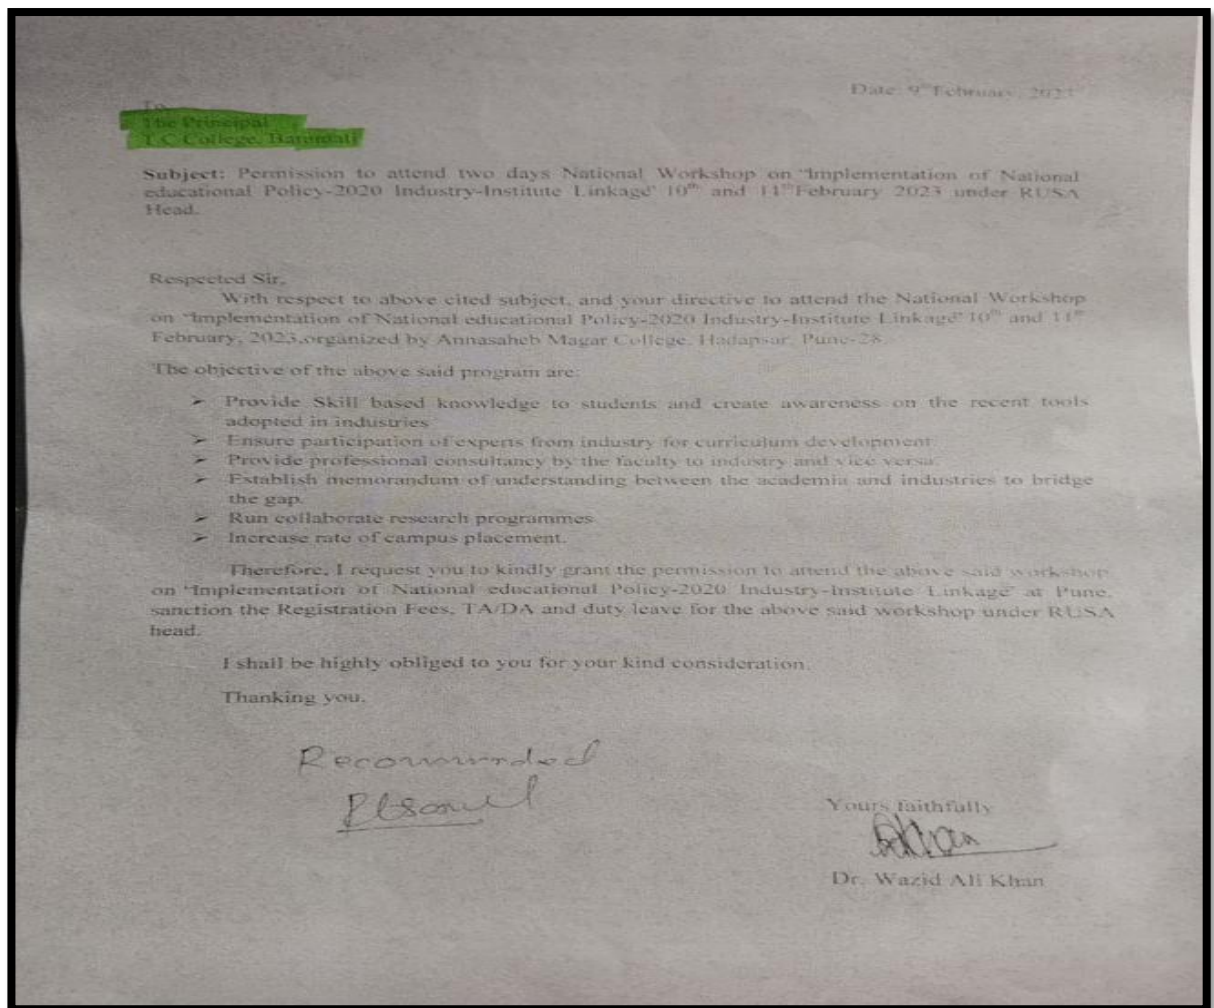 Date: 9th February, 2023
To,
The Principal
T.C College, Baramati
Subject: Permission to attend two days National Workshop on "Implementation of National
educational Policy-2020 Industry-Institute Linkage" 10th and 11th February 2023 under RUSA
Head.
Respected Sir,
With respect to above cited subject, and your directive to attend the National Workshop
on "Implementation of National educational Policy-2020 Industry-Institute Linkage" 10th and 11th
February, 2023,organized by Annasaheb Magar College, Hadapsar, Pune-28.
The objective of the above said program are:
➢ Provide Skill based knowledge to students and create awareness on the recent tools
adopted in industries
➢ Ensure participation of experts from industry for curriculum development.
➢ Provide professional consultancy by the faculty to industry and vice versa.
➢ Establish memorandum of understanding between the academia and industries to bridge
the gap.
➢ Run collaborate research programmes
➢ Increase rate of campus placement.
Therefore, I request you to kindly grant the permission to attend the above said workshop
on "Implementation of National educational Policy-2020 Industry-Institute Linkage" at Pune,
sanction the Registration Fees, TA/DA and duty leave for the above said workshop under RUSA
head.
I shall be highly obliged to you for your kind consideration.
Thanking you.
Recommended
Yours faithfully
Dr. Wazid Ali Khan